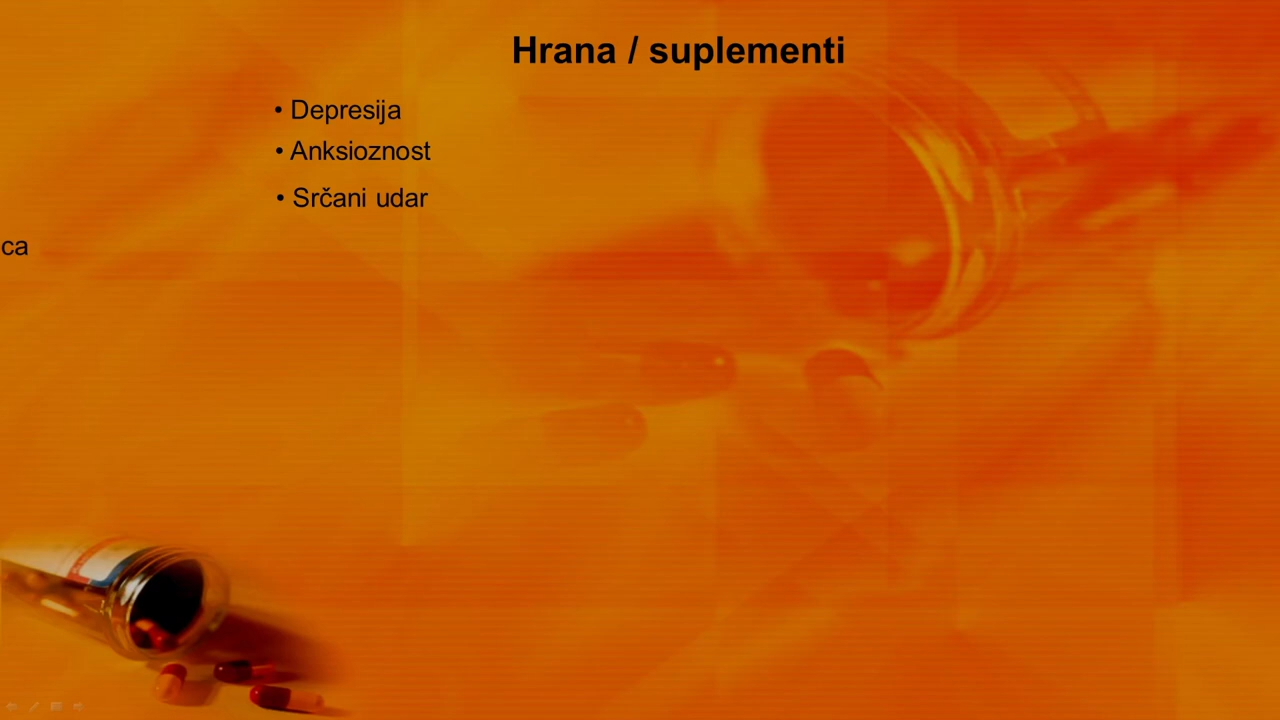 Hrana / suplementi
• Depresija
• Anksioznost
• Srčani udar
ca